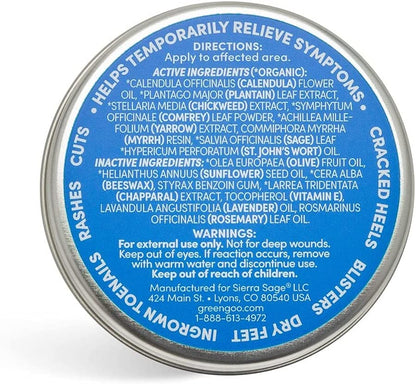 • HELPS TEMPORARILY RELIEVE SYMPTOMS •
CRACKED HEELS
BLISTERS
DRY FEET
INGROWN TOENAILS
RASHES
CUTS
DIRECTIONS:
Apply to affected area.
ACTIVE INGREDIENTS (*ORGANIC):
*CALENDULA OFFICINALIS (CALENDULA) FLOWER
OIL, *PLANTAGO MAJOR (PLANTAIN) LEAF EXTRACT,
*STELLARIA MEDIA (CHICKWEED) EXTRACT, *SYMPHYTUM
OFFICINALE (COMFREY) LEAF POWDER, *ACHILLEA MILLE-
FOLIUM (YARROW) EXTRACT, COMMIPHORA MYRRHA
(MYRRH) RESIN, *SALVIA OFFICINALIS (SAGE) LEAF
*HYPERICUM PERFORATUM (ST. JOHN'S WORT) OIL
INACTIVE INGREDIENTS: *OLEA EUROPAEA (OLIVE) FRUIT OIL,
*HELIANTHUS ANNUUS (SUNFLOWER) SEED OIL, *CERA ALBA
(BEESWAX), STYRAX BENZOIN GUM, *LARREA TRIDENTATA
(CHAPARRAL) EXTRACT, TOCOPHEROL (VITAMIN E),
LAVANDULA ANGUSTIFOLIA (LAVENDER) OIL, ROSMARINUS
OFFICINALIS (ROSEMARY) LEAF OIL.
WARNINGS:
For external use only. Not for deep wounds.
Keep out of eyes. If reaction occurs, remove
with warm water and discontinue use.
Keep out of reach of children.
Manufactured for Sierra Sage® LLC
424 Main St. • Lyons, CO 80540 USA
greengoo.com
1-888-613-4972